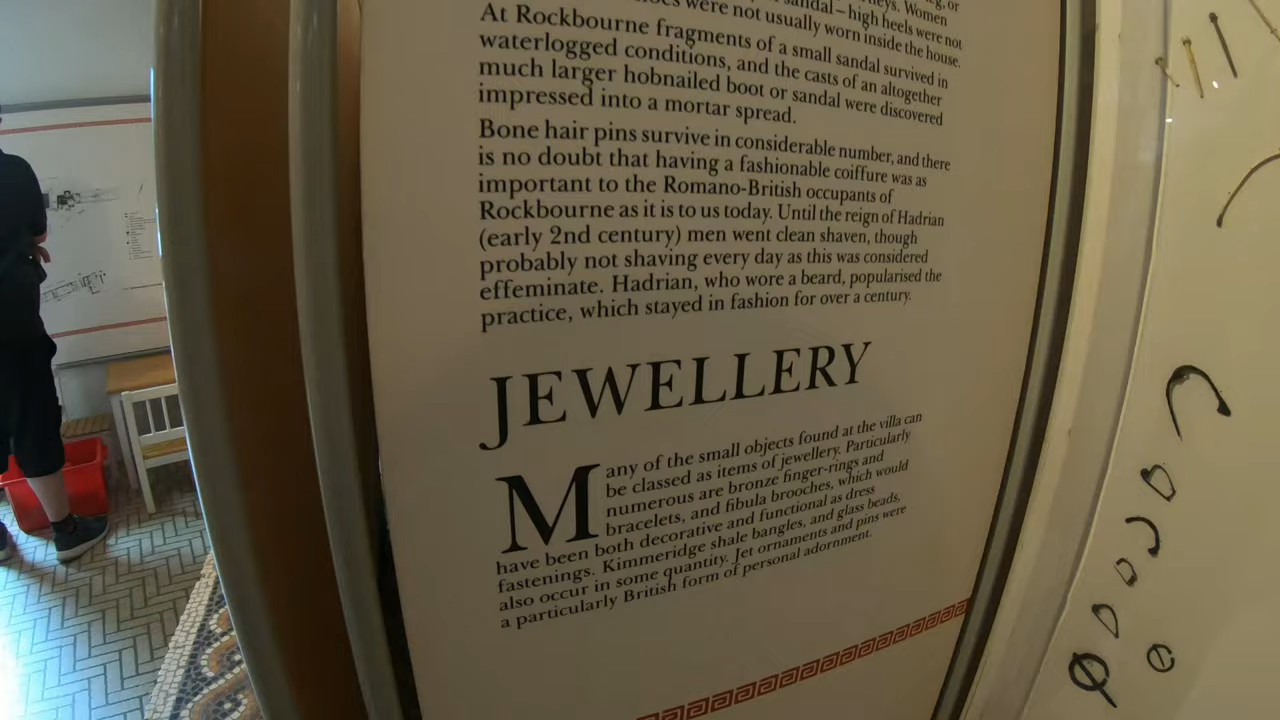 eys. Women
sandal – high heels were not
were not usually worn inside the house.
At Rockbourne fragments of a small sandal survived in
waterlogged conditions, and the casts of an altogether
much larger hobnailed boot or sandal were discovered
impressed into a mortar spread.
Bone hair pins survive in considerable number, and there
is no doubt that having a fashionable coiffure was as
important to the Romano-British occupants of
Rockbourne as it is to us today. Until the reign of Hadrian
(early 2nd century) men went clean shaven, though
probably not shaving every day as this was considered
effeminate. Hadrian, who wore a beard, popularised the
practice, which stayed in fashion for over a century.
JEWELLERY
Many of the small objects found at the villa can
be classed as items of jewellery. Particularly
numerous are bronze finger-rings and
bracelets, and fibula brooches, which would
have been both decorative and functional as dress
fastenings. Kimmeridge shale bangles, and glass beads,
also occur in some quantity. Jet ornaments and pins were
a particularly British form of personal adornment.